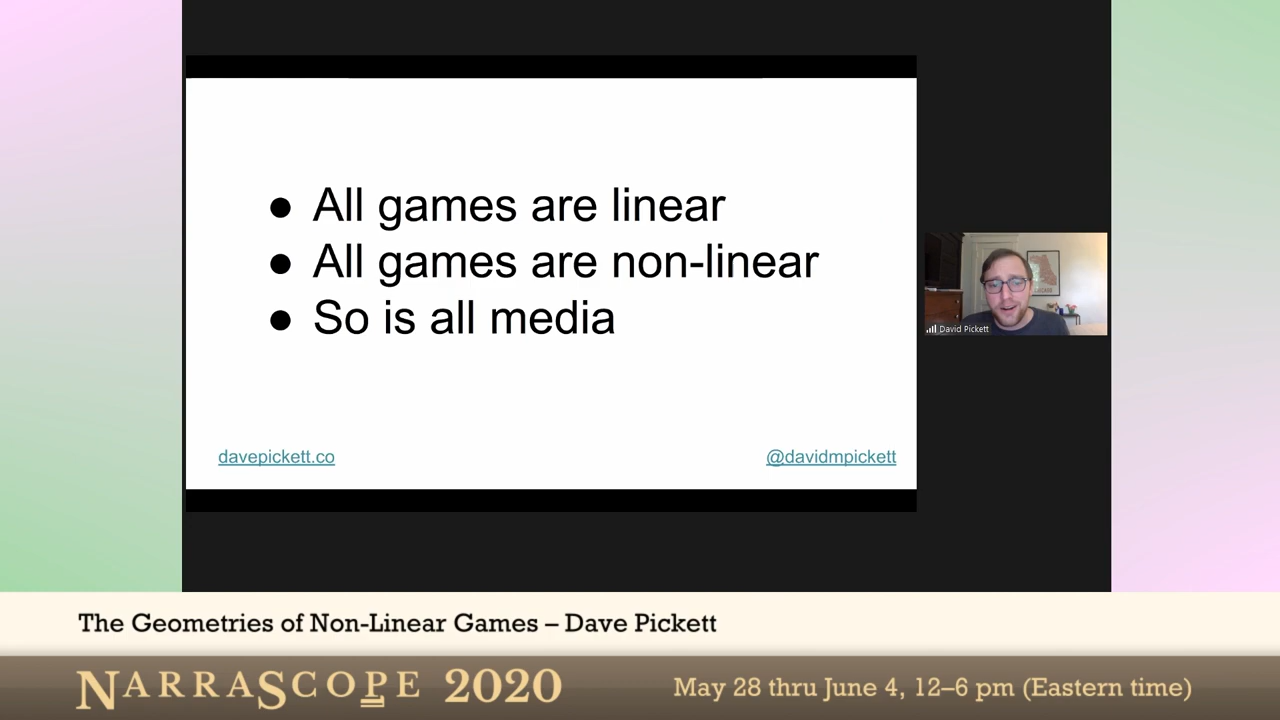 ● All games are linear
● All games are non-linear
● So is all media
davepickett.co
@davidmpickett
David Pickett
The Geometries of Non-Linear Games – Dave Pickett
NARRASCOPE 2020
May 28 thru June 4, 12–6 pm (Eastern time)